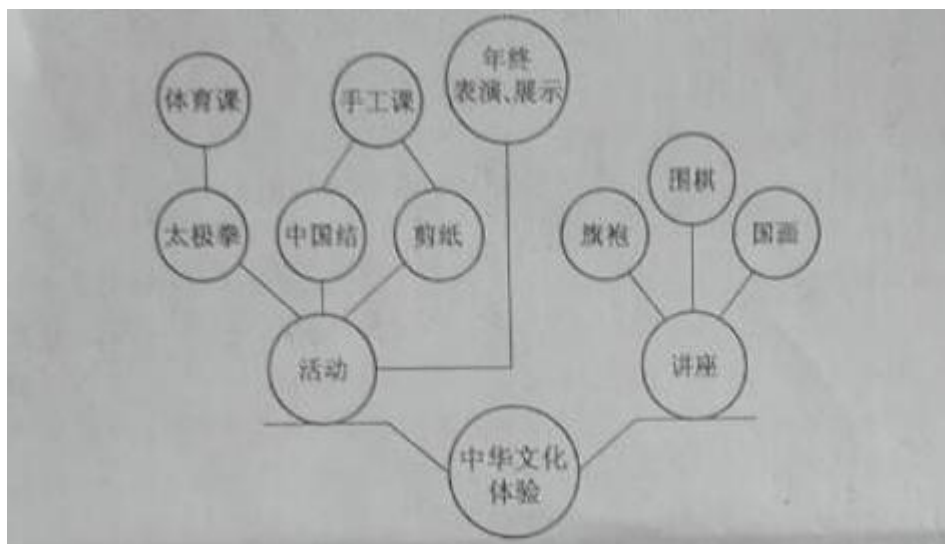 年终
表演、展示
体育课
手工课
围棋
太极拳
中国结
剪纸
旗袍
国画
活动
讲座
中华文化
体验